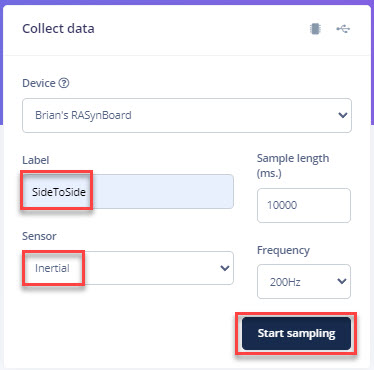 Collect data
Device
Brian's RASynBoard
Label
SideToSide
Sample length
(ms.)
10000
Sensor
Inertial
Frequency
200Hz
Start sampling